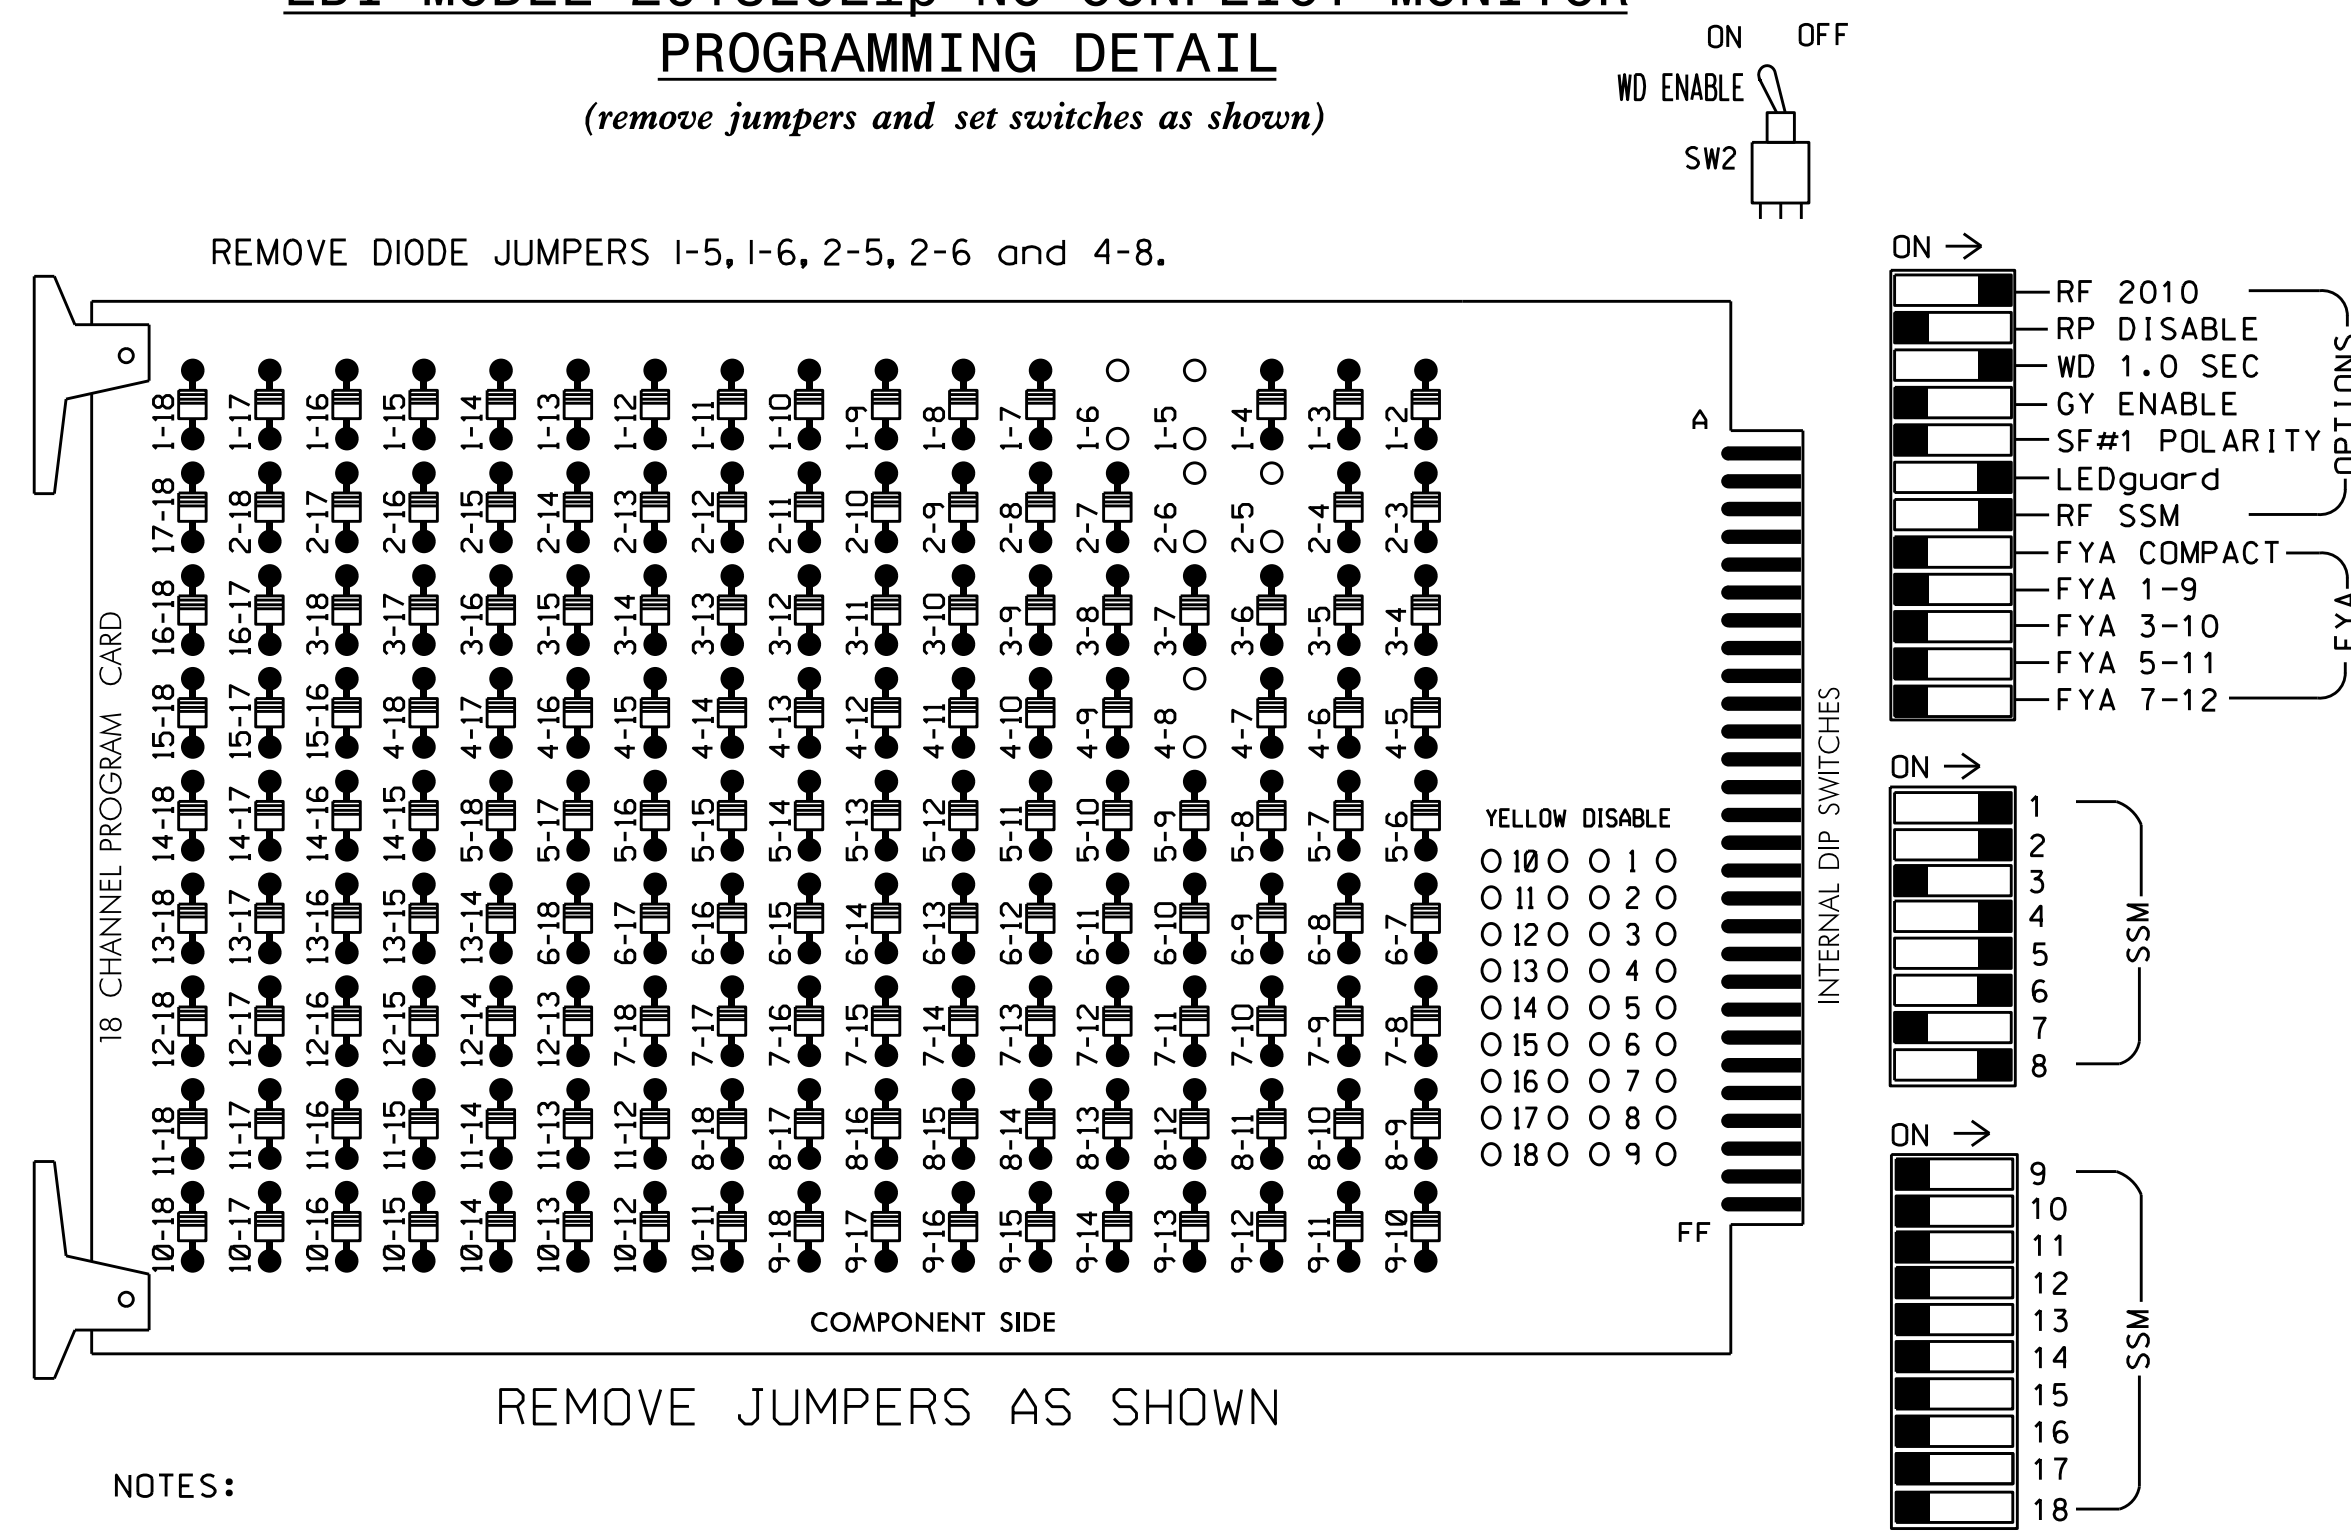 PROGRAMMING DETAIL
(remove jumpers and set switches as shown)
ON OFF
WD ENABLE
SW2
REMOVE DIODE JUMPERS 1-5, 1-6, 2-5, 2-6 and 4-8.
18 CHANNEL PROGRAM CARD
1-18 1-17 1-16 1-15 1-14 1-13 1-12 1-11 1-10 1-9 1-8 1-7 1-6 1-5 1-4 1-3 1-2
17-18 2-18 2-17 2-16 2-15 2-14 2-13 2-12 2-11 2-10 2-9 2-8 2-7 2-6 2-5 2-4 2-3
16-18 16-17 3-18 3-17 3-16 3-15 3-14 3-13 3-12 3-11 3-10 3-9 3-8 3-7 3-6 3-5 3-4
15-18 15-17 15-16 4-18 4-17 4-16 4-15 4-14 4-13 4-12 4-11 4-10 4-9 4-8 4-7 4-6 4-5
14-18 14-17 14-16 14-15 5-18 5-17 5-16 5-15 5-14 5-13 5-12 5-11 5-10 5-9 5-8 5-7 5-6
13-18 13-17 13-16 13-15 13-14 6-18 6-17 6-16 6-15 6-14 6-13 6-12 6-11 6-10 6-9 6-8 6-7
12-18 12-17 12-16 12-15 12-14 12-13 7-18 7-17 7-16 7-15 7-14 7-13 7-12 7-11 7-10 7-9 7-8
11-18 11-17 11-16 11-15 11-14 11-13 11-12 8-18 8-17 8-16 8-15 8-14 8-13 8-12 8-11 8-10 8-9
10-18 10-17 10-16 10-15 10-14 10-13 10-12 10-11 9-18 9-17 9-16 9-15 9-14 9-13 9-12 9-11 9-10
A
YELLOW DISABLE
10 1
11 2
12 3
13 4
14 5
15 6
16 7
17 8
18 9
FF
COMPONENT SIDE
REMOVE JUMPERS AS SHOWN
NOTES:
INTERNAL DIP SWITCHES
ON
RF 2010
RP DISABLE
WD 1.0 SEC
GY ENABLE
SF#1 POLARITY
LEDguard
RF SSM
OPTIONS
FYA COMPACT
FYA 1-9
FYA 3-10
FYA 5-11
FYA 7-12
FYA
ON
1
2
3
4
5
6
7
8
SSM
ON
9
10
11
12
13
14
15
16
17
18
SSM